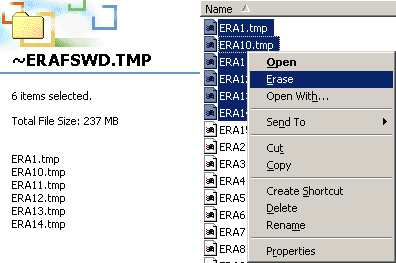 ~ERAFSWD.TMP
6 items selected.
Total File Size: 237 MB
ERA1.tmp
ERA10.tmp
ERA11.tmp
ERA12.tmp
ERA13.tmp
ERA14.tmp
Name
ERA1.tmp
ERA10.tmp
ERA1
ERA12
ERA13
ERA14
ERA15
ERA2
ERA3
ERA4
ERA5
ERA6
ERA7
ERA8
Open
Erase
Open With...
Send To
Cut
Copy
Create Shortcut
Delete
Rename
Properties